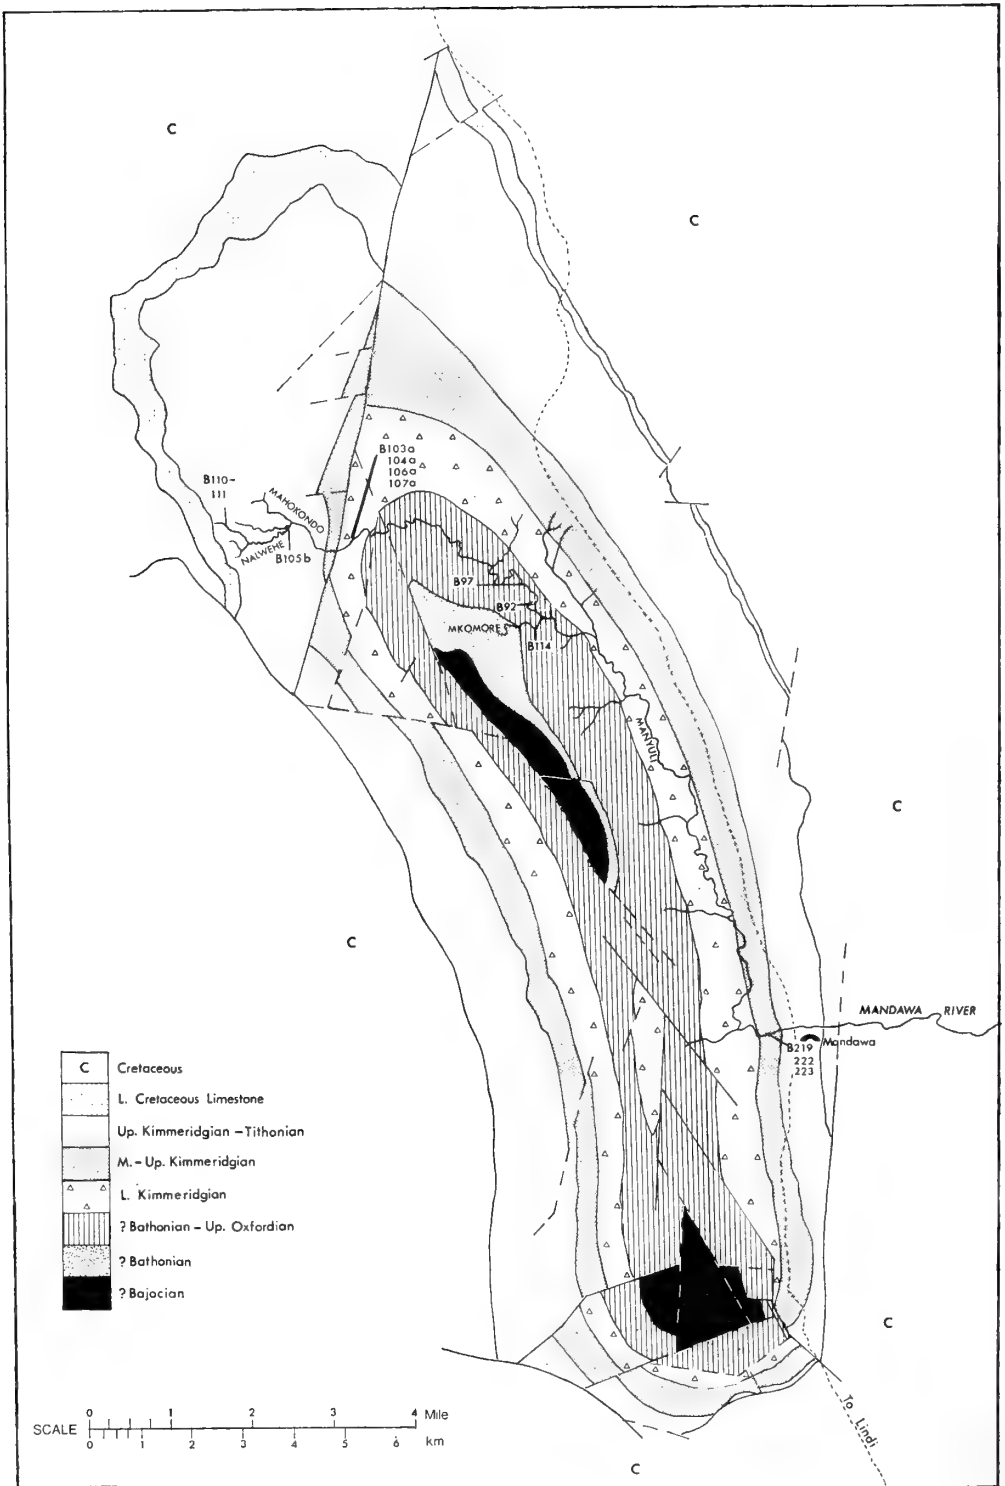 C
C
B103a
104a
106a
107a
B110-
111
MAHOKONDO
NALWEHE
B105b
B97
B92
MKOMORE
B114
MANYULI
C
C
MANDAWA RIVER
B219
222
223
Mandawa
C Cretaceous
L. Cretaceous Limestone
Up. Kimmeridgian – Tithonian
M. – Up. Kimmeridgian
L. Kimmeridgian
? Bathonian – Up. Oxfordian
? Bathonian
? Bajocian
C
To Lindi
SCALE
0 1 2 3 4 Mile
0 1 2 3 4 5 6 km
C